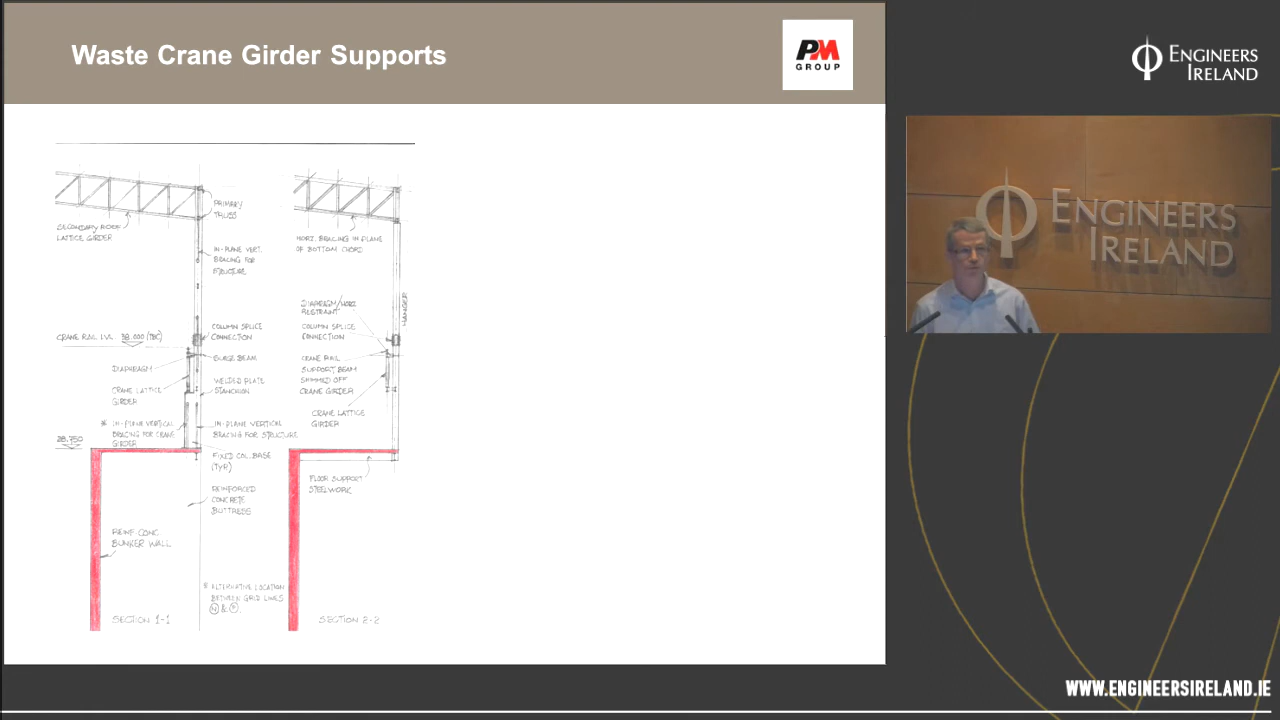 Waste Crane Girder Supports
PM
GROUP
ENGINEERS
IRELAND
ENGINEERS
IRELAND
SECONDARY ROOF
LATTICE GIRDER
PRIMARY
TRUSS
IN-PLANE VERT.
BRACING FOR
STRUCTURE
CRANE RAIL LVL 38.000 (TBC)
COLUMN SPLICE
CONNECTION
SURGE BEAM
DIAPHRAGM
CRANE LATTICE
GIRDER
WELDED PLATE
STANCHION
* IN-PLANE VERTICAL
BRACING FOR CRANE
GIRDER
IN-PLANE VERTICAL
BRACING FOR STRUCTURE
28.750
FIXED COL. BASE
(TYP)
REINFORCED
CONCRETE
BUTTRESS
REINF. CONC.
BUNKER WALL
* ALTERNATIVE LOCATION
BETWEEN GRID LINES
SECTION 1-1
HORZ. BRACING IN PLANE
OF BOTTOM CHORD
DIAPHRAGM/HORZ
RESTRAINT
HANGER
COLUMN SPLICE
CONNECTION
CRANE RAIL
SUPPORT BEAM
SHIMMED OFF
CRANE GIRDER
CRANE LATTICE
GIRDER
FLOOR SUPPORT
STEELWORK
SECTION 2-2
WWW.ENGINEERSIRELAND.IE